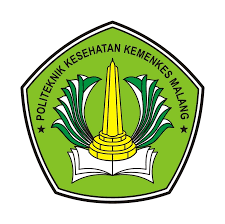 ★ POLITEKNIK KESEHATAN KEMENKES MALANG ★